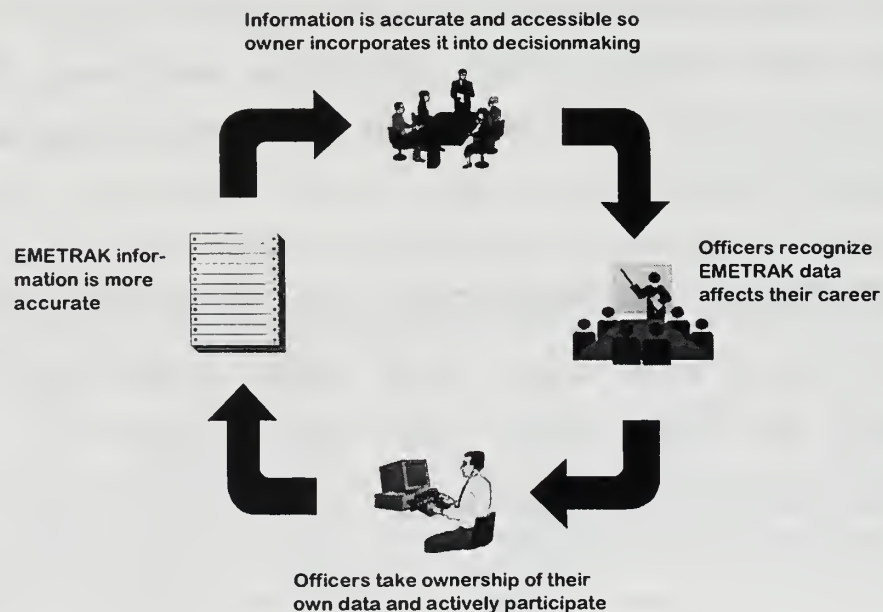 Information is accurate and accessible so
owner incorporates it into decisionmaking
EMETRAK infor-
mation is more
accurate
Officers recognize
EMETRAK data
affects their career
Officers take ownership of their
own data and actively participate